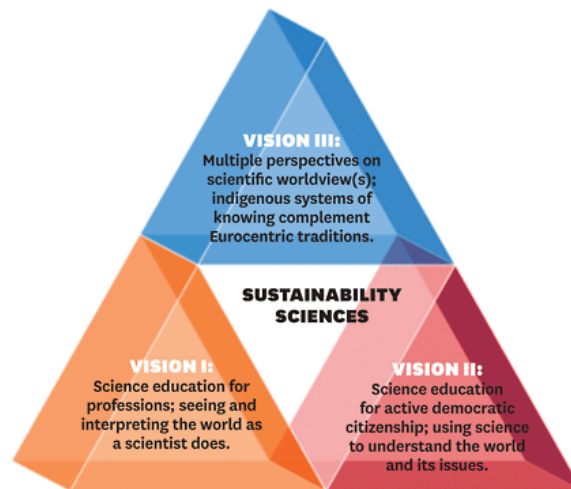 VISION III:
Multiple perspectives on
scientific worldview(s);
indigenous systems of
knowing complement
Eurocentric traditions.
SUSTAINABILITY
SCIENCES
VISION I:
Science education for
professions; seeing and
interpreting the world as
a scientist does.
VISION II:
Science education
for active democratic
citizenship; using science
to understand the world
and its issues.